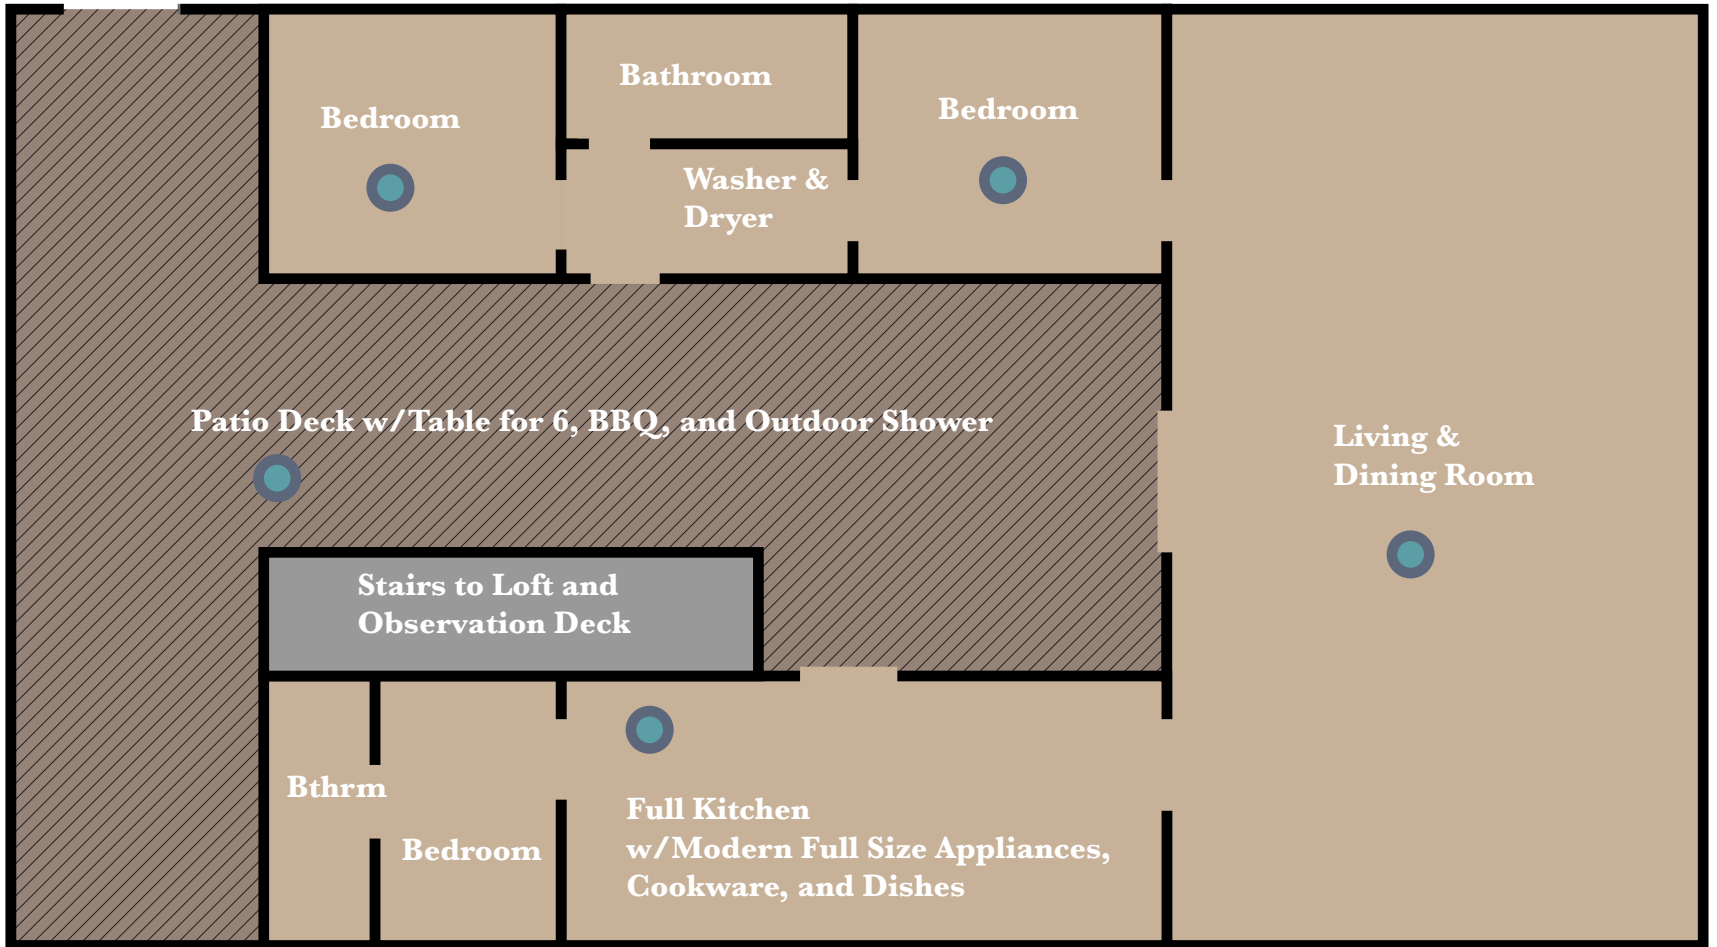 Bedroom
Bathroom
Bedroom
Washer &
Dryer
Patio Deck w/Table for 6, BBQ, and Outdoor Shower
Living &
Dining Room
Stairs to Loft and
Observation Deck
Bthrm
Bedroom
Full Kitchen
w/Modern Full Size Appliances,
Cookware, and Dishes